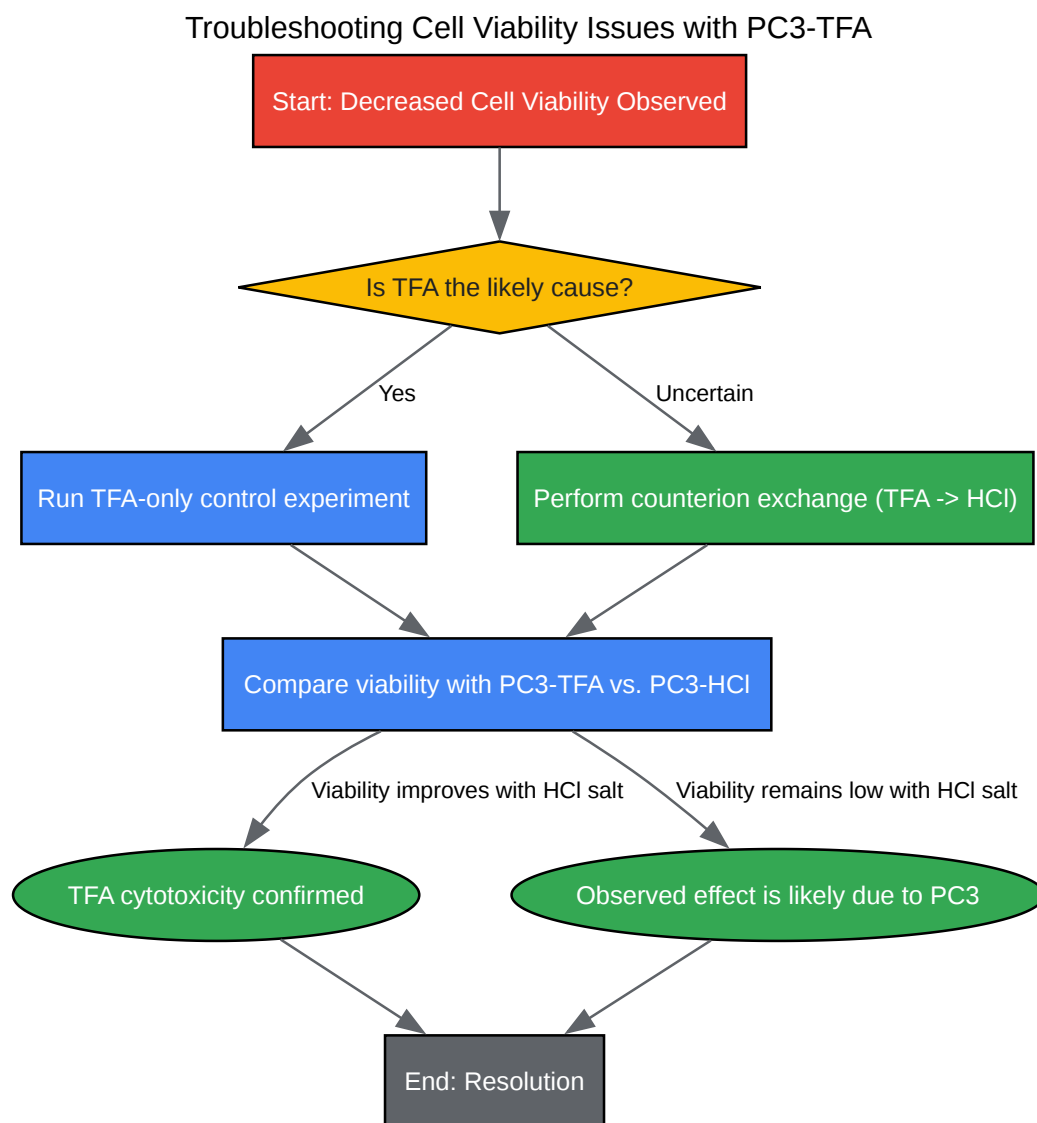 Troubleshooting Cell Viability Issues with PC3-TFA
Start: Decreased Cell Viability Observed
Is TFA the likely cause?
Yes
Uncertain
Run TFA-only control experiment
Perform counterion exchange (TFA -> HCl)
Compare viability with PC3-TFA vs. PC3-HCl
Viability improves with HCl salt
Viability remains low with HCl salt
TFA cytotoxicity confirmed
Observed effect is likely due to PC3
End: Resolution